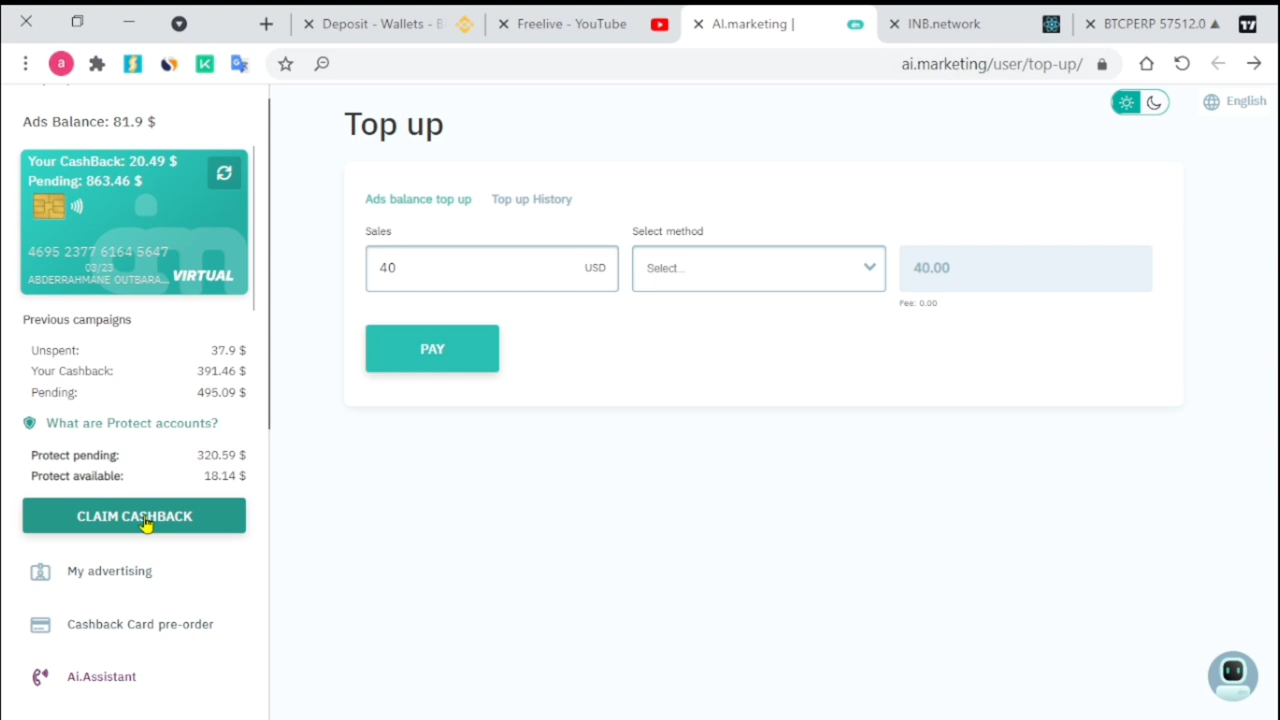 Deposit - Wallets - B
Freelive - YouTube
AI.marketing |
INB.network
BTCPERP 57512.0 ▲
a
ai.marketing/user/top-up/
Ads Balance: 81.9 $
Your CashBack: 20.49 $
Pending: 863.46 $
4695 2377 6164 5647
03/23
ABDERRAHMANE OUTBARA...
VIRTUAL
Previous campaigns
Unspent: 37.9 $
Your Cashback: 391.46 $
Pending: 495.09 $
What are Protect accounts?
Protect pending: 320.59 $
Protect available: 18.14 $
CLAIM CASHBACK
My advertising
Cashback Card pre-order
Ai.Assistant
English
Top up
Ads balance top up Top up History
Sales Select method
40 USD Select... 40.00
Fee: 0.00
PAY